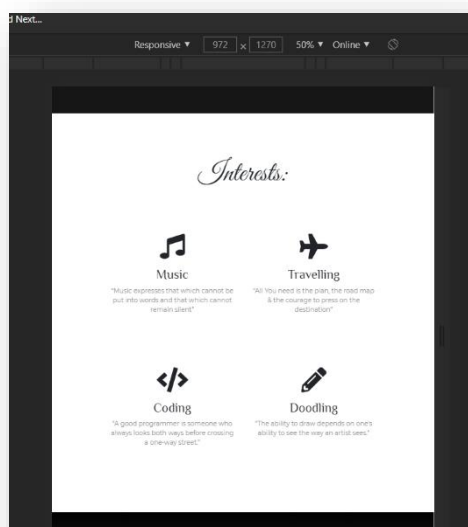 d Next...
Responsive ▼ 972 × 1270 50% ▼ Online ▼
Interests:
Music
"Music expresses that which cannot be
put into words and that which cannot
remain silent"
Travelling
"All You need is the plan, the road map
& the courage to press on the
destination"
Coding
"A good programmer is someone who
always looks both ways before crossing
a one-way street."
Doodling
"The ability to draw depends on one's
ability to see the way an artist sees."